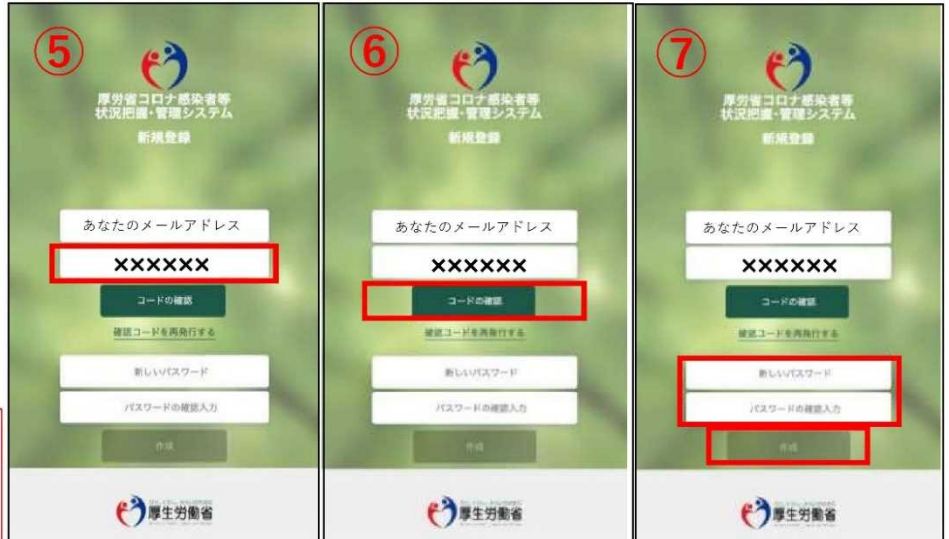 ⑤
厚労省コロナ感染者等
状況把握・管理システム
新規登録
あなたのメールアドレス
××××××
コードの確認
確認コードを再発行する
新しいパスワード
パスワードの確認入力
作成
厚生労働省
⑥
厚労省コロナ感染者等
状況把握・管理システム
新規登録
あなたのメールアドレス
××××××
コードの確認
確認コードを再発行する
新しいパスワード
パスワードの確認入力
作成
厚生労働省
⑦
厚労省コロナ感染者等
状況把握・管理システム
新規登録
あなたのメールアドレス
××××××
コードの確認
確認コードを再発行する
新しいパスワード
パスワードの確認入力
作成
厚生労働省